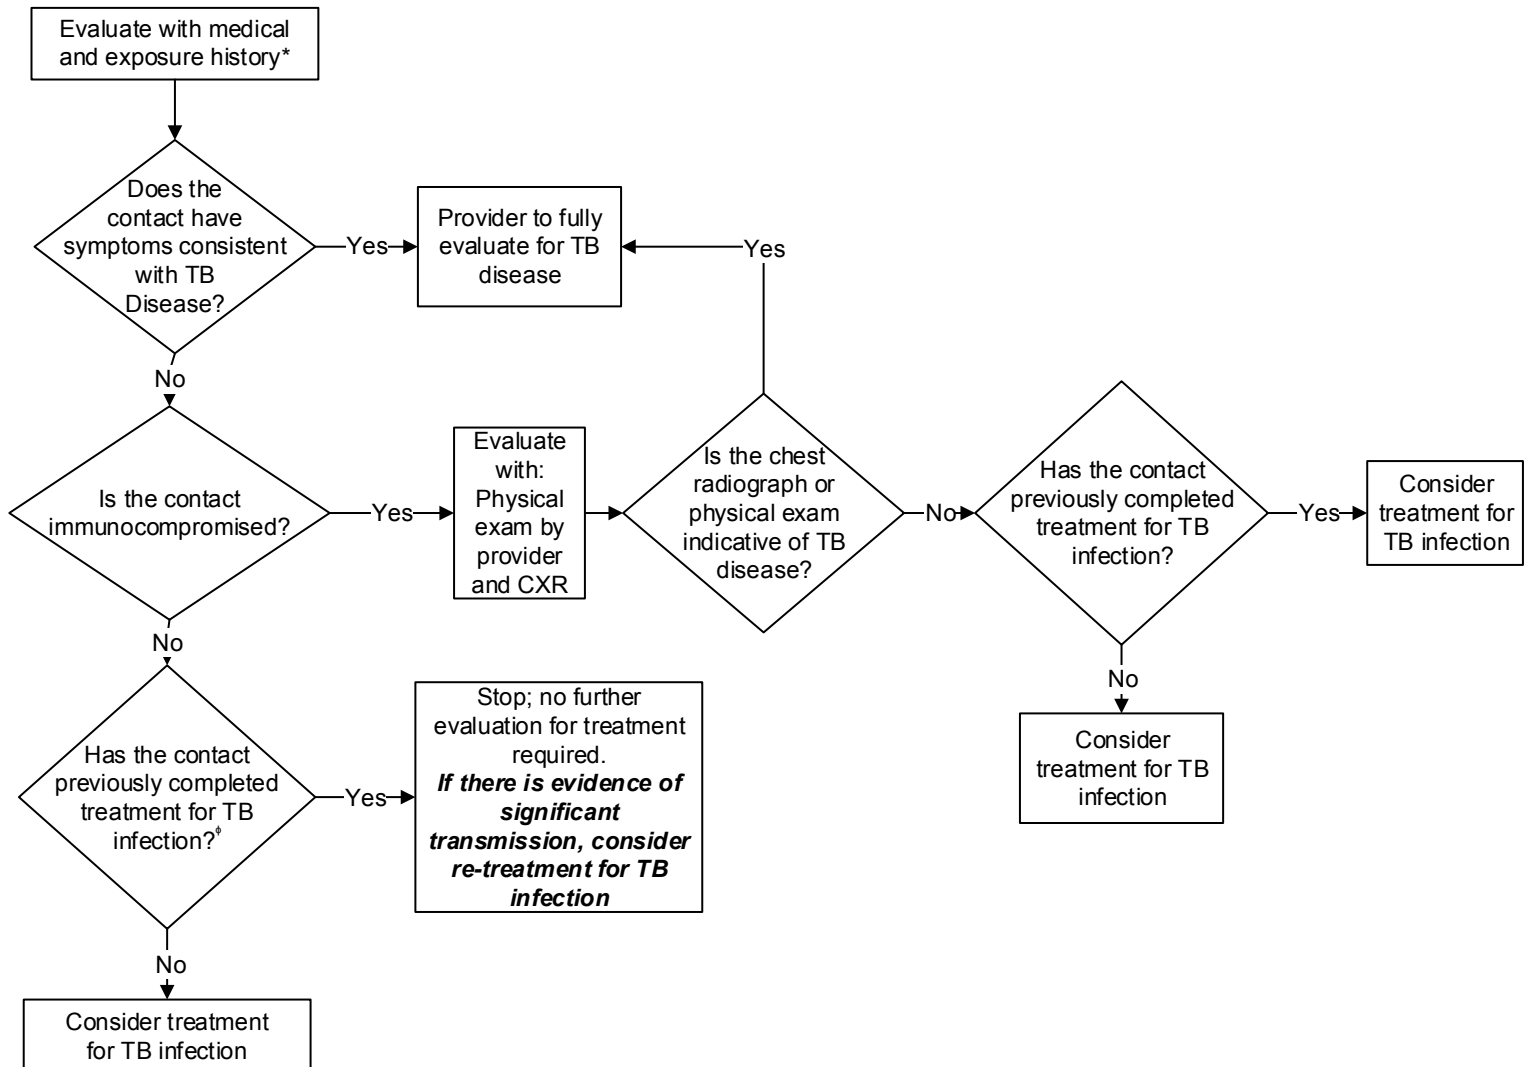 Evaluate with medical
and exposure history*
Does the
contact have
symptoms consistent
with TB
Disease?
Yes
Provider to fully
evaluate for TB
disease
Yes
No
Is the contact
immunocompromised?
Yes
Evaluate
with:
Physical
exam by
provider
and CXR
Is the chest
radiograph or
physical exam
indicative of TB
disease?
No
Has the contact
previously completed
treatment for TB
infection?
Yes
Consider
treatment for
TB infection
No
Consider
treatment for TB
infection
No
Has the contact
previously completed
treatment for TB
infection?ᶲ
Yes
Stop; no further
evaluation for treatment
required.
If there is evidence of
significant
transmission, consider
re-treatment for TB
infection
No
Consider treatment
for TB infection